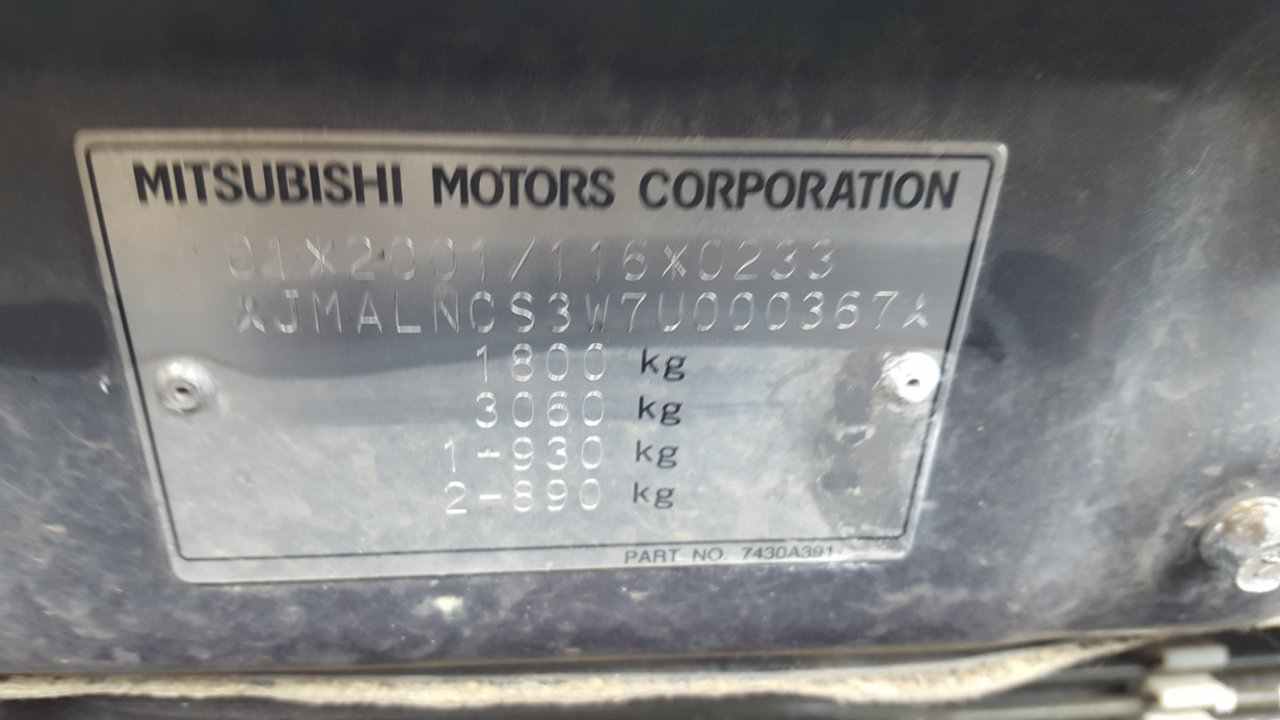 MITSUBISHI MOTORS CORPORATION
e1*2001/116*0233
*JMALNCS3W7U000367*
1800 kg
3060 kg
1-930 kg
2-890 kg
PART NO. 7430A391